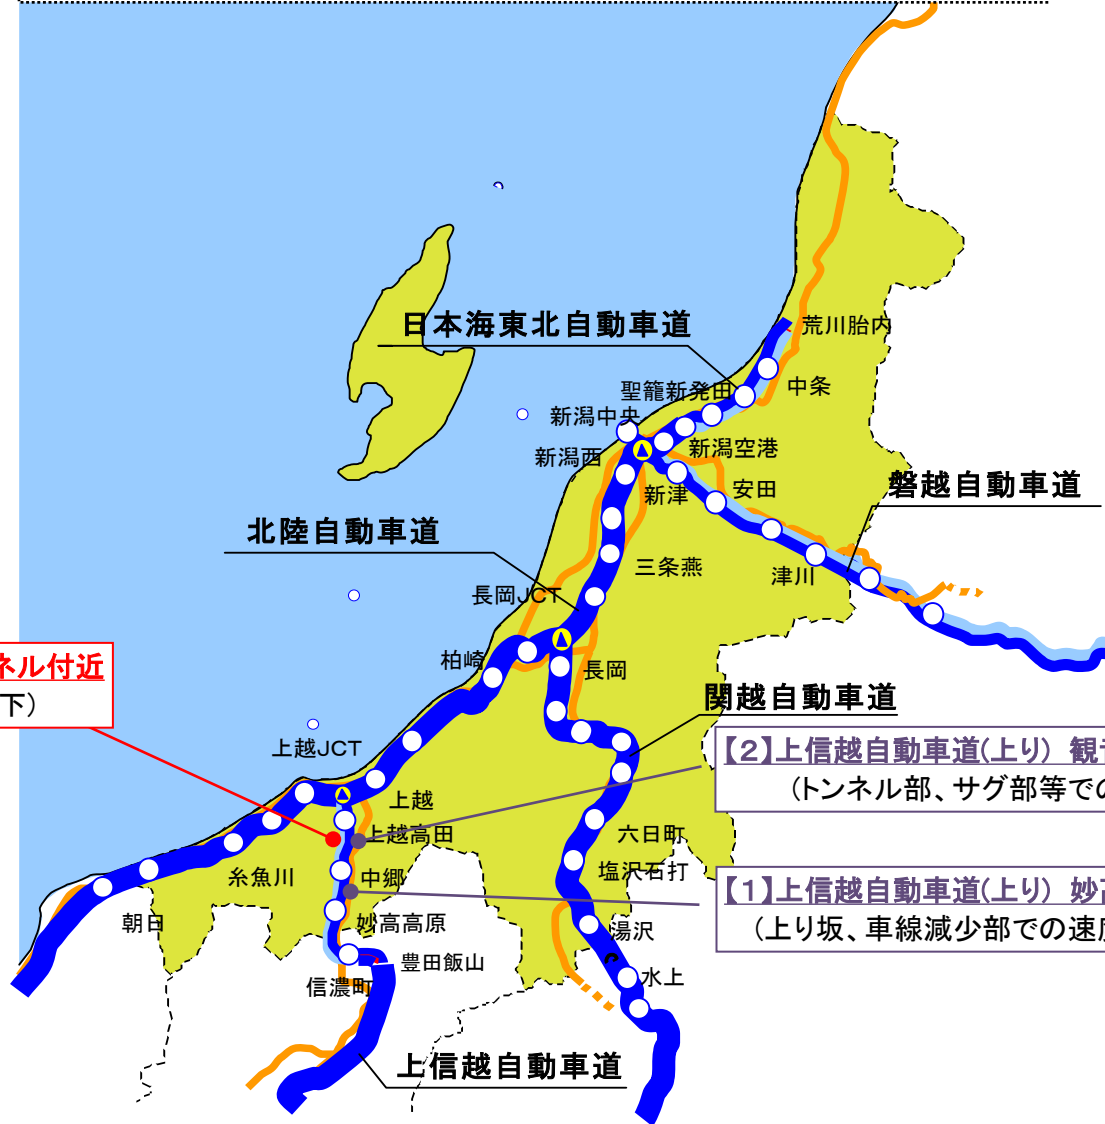 日本海東北自動車道
荒川胎内
中条
聖籠新発田
新潟中央
新潟空港
新潟西
新津
安田
磐越自動車道
北陸自動車道
三条燕
津川
長岡JCT
柏崎
長岡
ネル付近
下）
関越自動車道
上越JCT
【2】上信越自動車道(上り) 観
(トンネル部、サグ部等での
上越
上越高田
六日町
塩沢石打
糸魚川
中郷
【1】上信越自動車道(上り) 妙高
(上り坂、車線減少部での速度
朝日
妙高高原
湯沢
豊田飯山
信濃町
水上
上信越自動車道